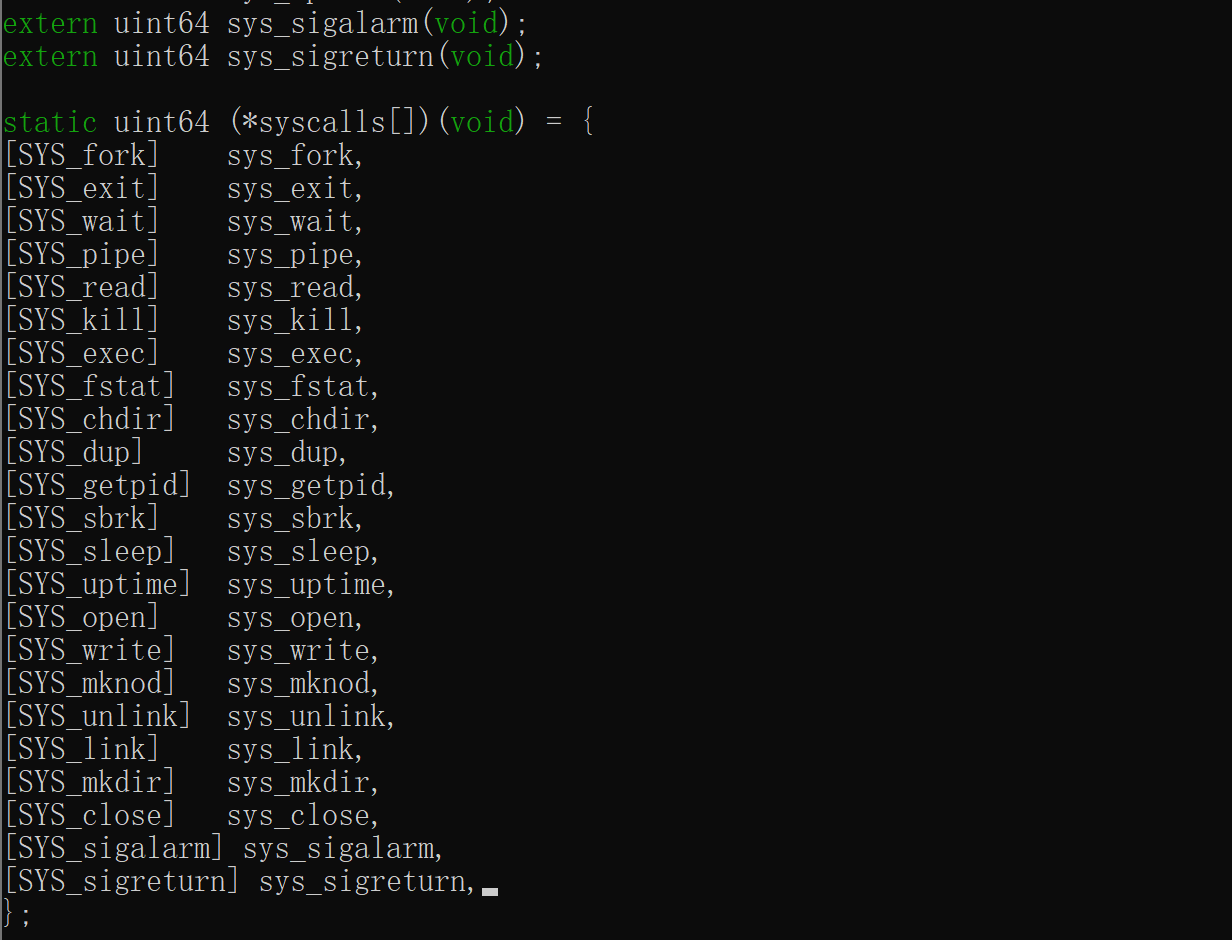 extern uint64 sys_sigalarm(void);
extern uint64 sys_sigreturn(void);
static uint64 (*syscalls[])(void) = {
[SYS_fork]    sys_fork,
[SYS_exit]    sys_exit,
[SYS_wait]    sys_wait,
[SYS_pipe]    sys_pipe,
[SYS_read]    sys_read,
[SYS_kill]    sys_kill,
[SYS_exec]    sys_exec,
[SYS_fstat]   sys_fstat,
[SYS_chdir]   sys_chdir,
[SYS_dup]     sys_dup,
[SYS_getpid]  sys_getpid,
[SYS_sbrk]    sys_sbrk,
[SYS_sleep]   sys_sleep,
[SYS_uptime]  sys_uptime,
[SYS_open]    sys_open,
[SYS_write]   sys_write,
[SYS_mknod]   sys_mknod,
[SYS_unlink]  sys_unlink,
[SYS_link]    sys_link,
[SYS_mkdir]   sys_mkdir,
[SYS_close]   sys_close,
[SYS_sigalarm] sys_sigalarm,
[SYS_sigreturn] sys_sigreturn,
};